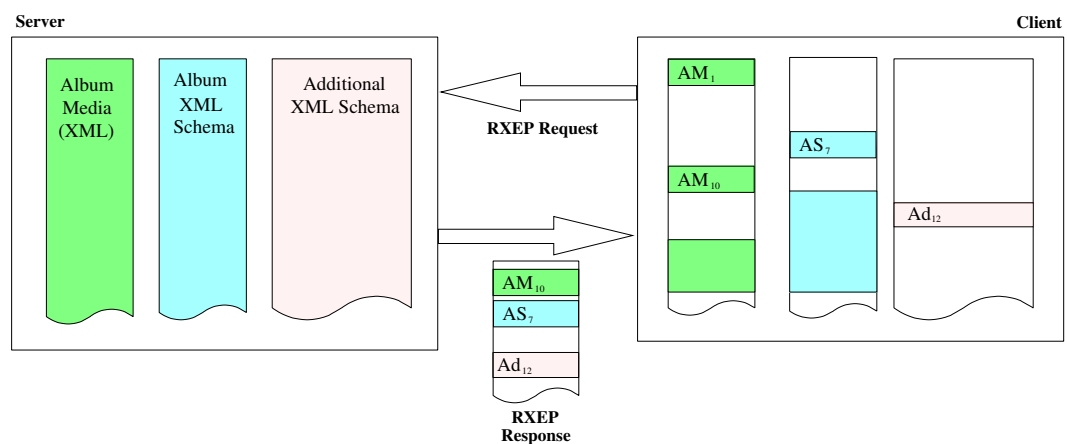 Server
Client
Album
Media
(XML)
Album
XML
Schema
Additional
XML Schema
RXEP Request
AM1
AM10
AS7
Ad12
AM10
AS7
Ad12
RXEP
Response